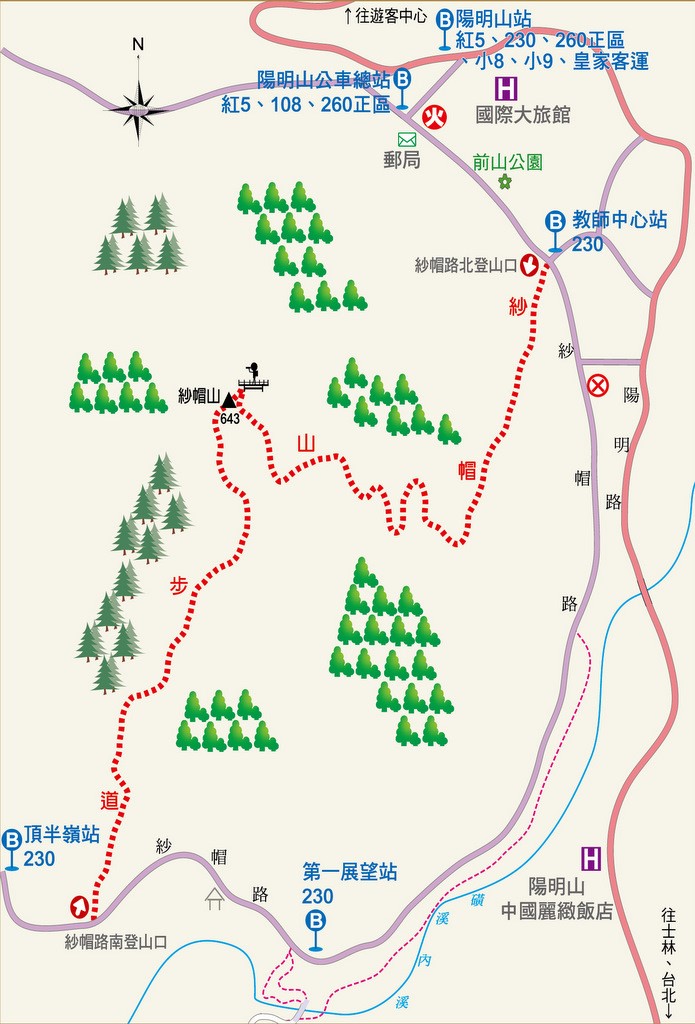 ↑往遊客中心
B
陽明山站
紅5、230、260正區
、小8、小9、皇家客運
N
陽明山公車總站
B
紅5、108、260正區
H
國際大旅館
火
郵局
前山公園
B
教師中心站
230
紗帽路北登山口
紗
紗
陽
紗帽山
643
山
帽
明
帽
路
步
路
道
B
頂半嶺站
230
紗
帽
路
第一展望站
230
B
H
陽明山
中國麗緻飯店
磺
溪
內
溪
紗帽路南登山口
往士林、台北→